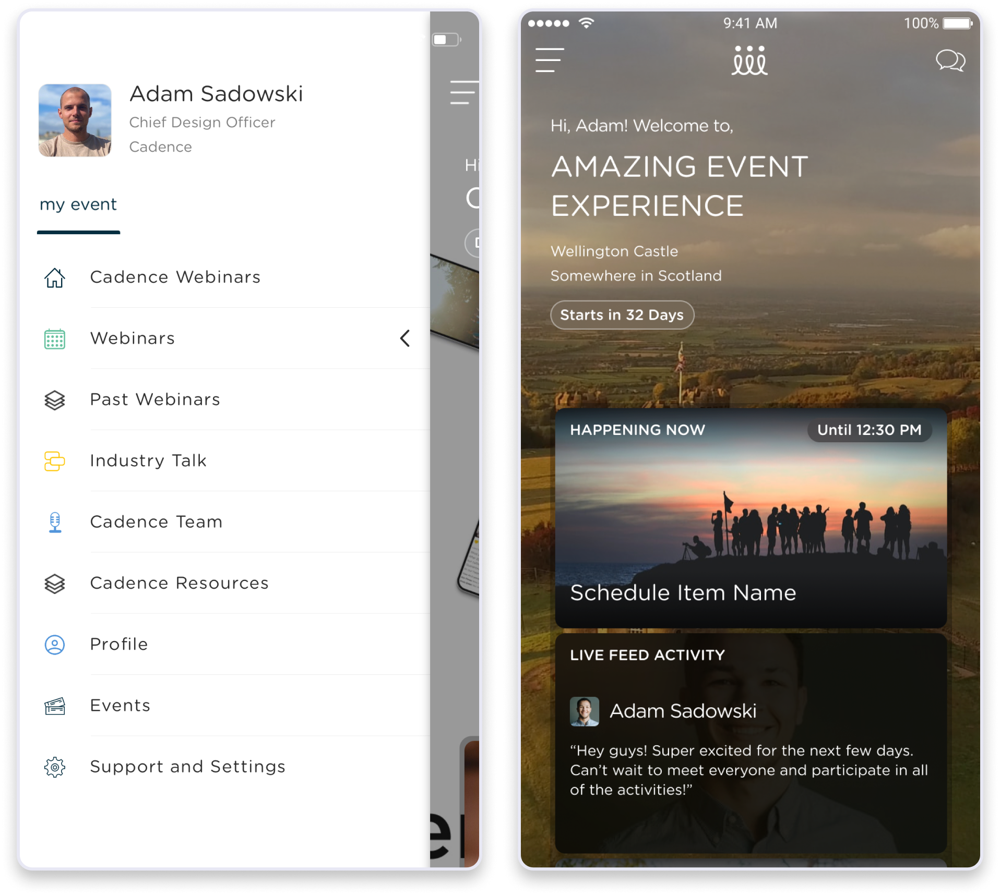 Adam Sadowski
Chief Design Officer
Cadence
my event
Cadence Webinars
Webinars
Past Webinars
Industry Talk
Cadence Team
Cadence Resources
Profile
Events
Support and Settings
Hi
9:41 AM
100%
Hi, Adam! Welcome to,
AMAZING EVENT
EXPERIENCE
Wellington Castle
Somewhere in Scotland
Starts in 32 Days
HAPPENING NOW
Until 12:30 PM
Schedule Item Name
LIVE FEED ACTIVITY
Adam Sadowski
“Hey guys! Super excited for the next few days.
Can’t wait to meet everyone and participate in all
of the activities!”